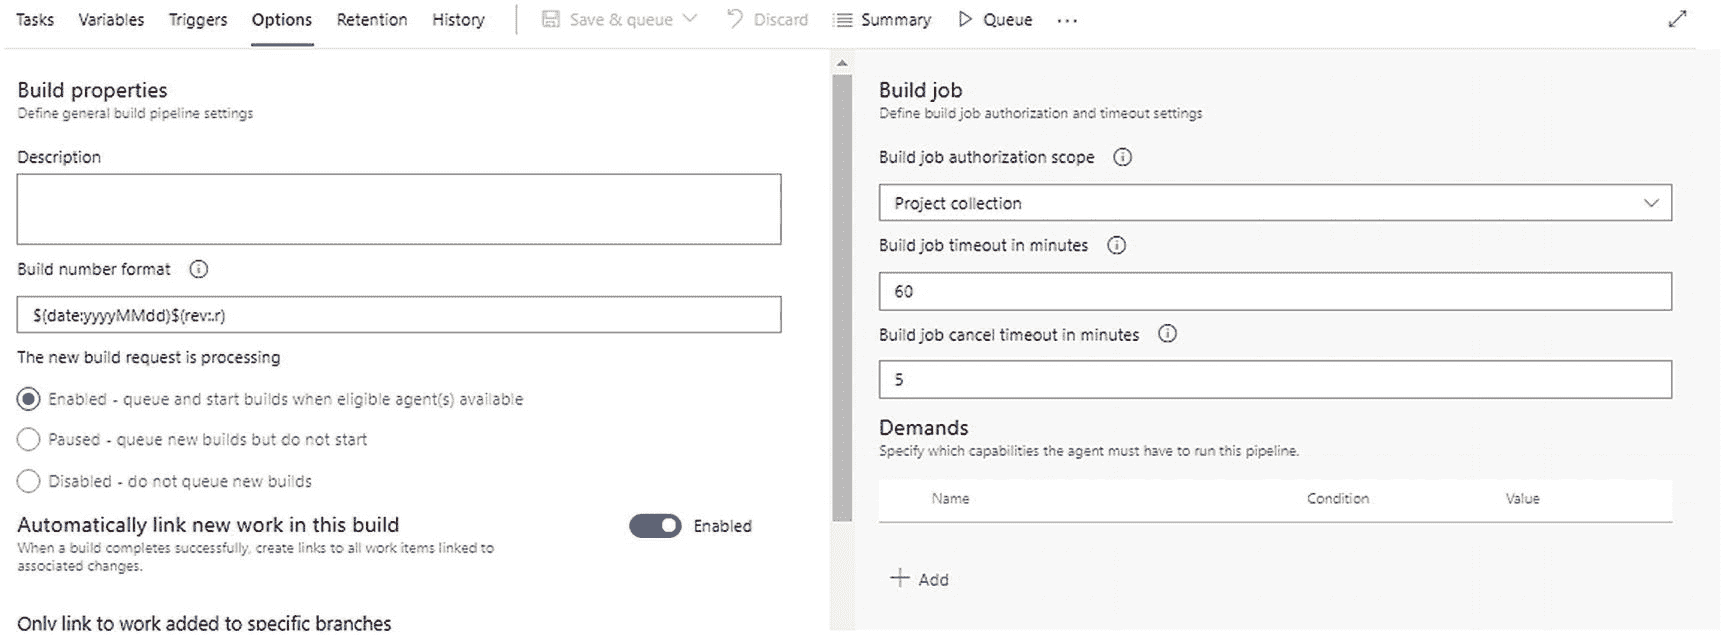 Tasks Variables Triggers Options Retention History Save & queue Discard Summary Queue ...
Build properties
Define general build pipeline settings
Description
Build number format
$(date:yyyyMMdd)$(rev:.r)
The new build request is processing
Enabled - queue and start builds when eligible agent(s) available
Paused - queue new builds but do not start
Disabled - do not queue new builds
Automatically link new work in this build
Enabled
When a build completes successfully, create links to all work items linked to
associated changes.
Only link to work added to specific branches
Build job
Define build job authorization and timeout settings
Build job authorization scope
Project collection
Build job timeout in minutes
60
Build job cancel timeout in minutes
5
Demands
Specify which capabilities the agent must have to run this pipeline.
Name Condition Value
+ Add